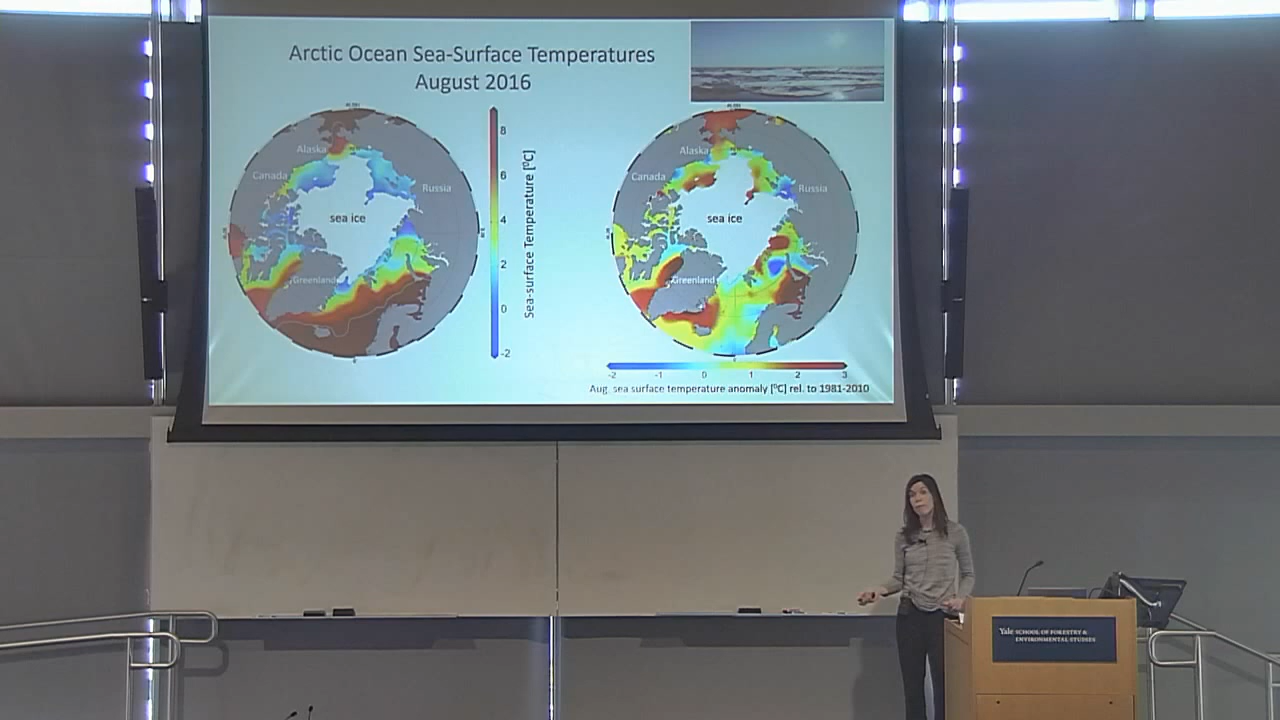 Arctic Ocean Sea-Surface Temperatures
August 2016
Alaska
Canada
Russia
sea ice
Greenland
8
6
4
2
0
-2
Sea-surface Temperature [⁰C]
Alaska
Canada
Russia
sea ice
Greenland
-2 -1 0 1 2 3
Aug. sea surface temperature anomaly [⁰C] rel. to 1981-2010
Yale SCHOOL OF FORESTRY &
ENVIRONMENTAL STUDIES